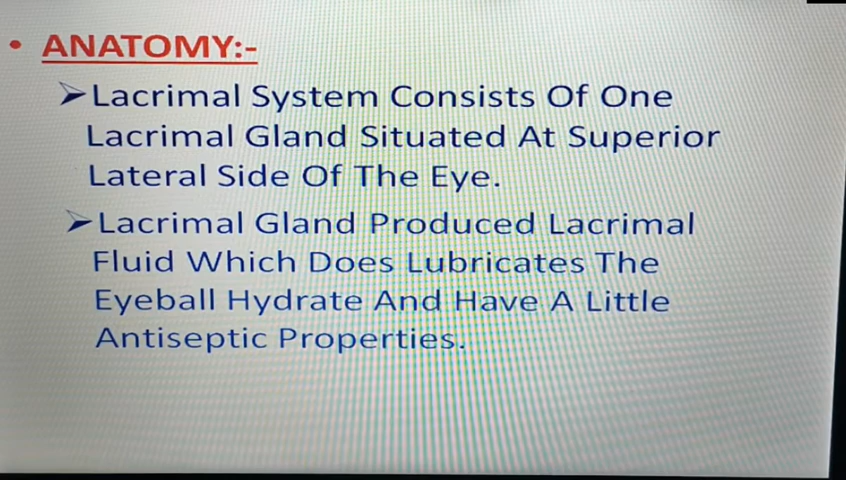 • ANATOMY:-
➢Lacrimal System Consists Of One
Lacrimal Gland Situated At Superior
Lateral Side Of The Eye.
➢Lacrimal Gland Produced Lacrimal
Fluid Which Does Lubricates The
Eyeball Hydrate And Have A Little
Antiseptic Properties.